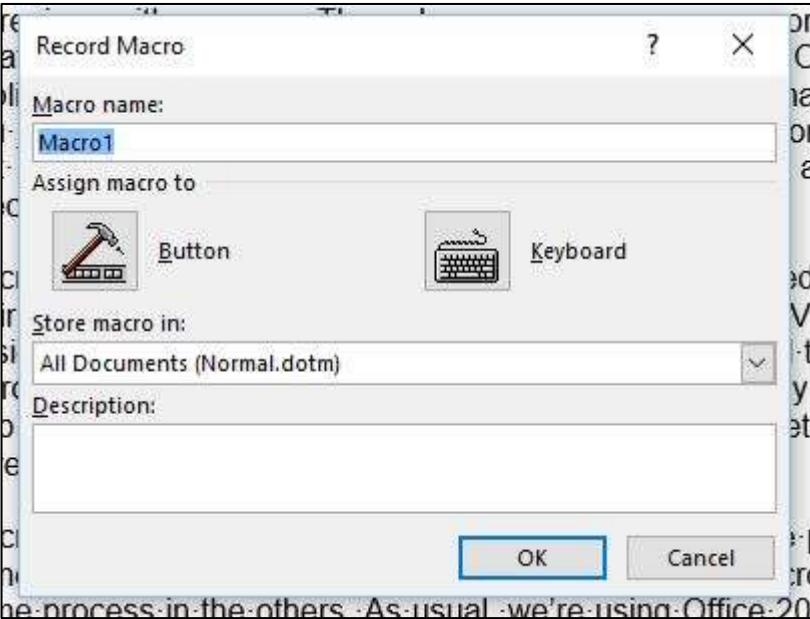 Record Macro ? ×
Macro name:
Macro1
Assign macro to
Button Keyboard
Store macro in:
All Documents (Normal.dotm)
Description:
OK Cancel
process·in·the·others.·As·usual,·we’re·using·Office·